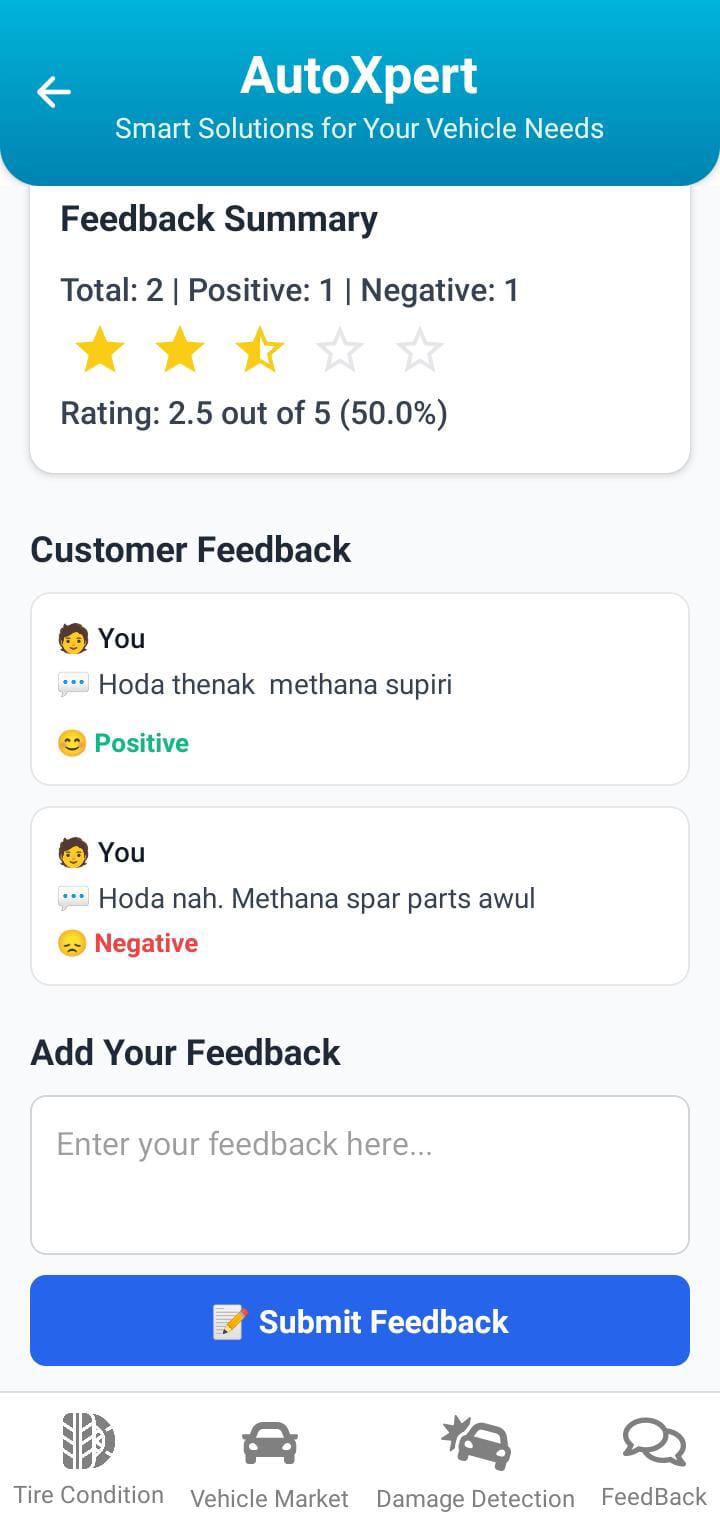 AutoXpert
Smart Solutions for Your Vehicle Needs
Feedback Summary
Total: 2 | Positive: 1 | Negative: 1
Rating: 2.5 out of 5 (50.0%)
Customer Feedback
You
Hoda thenak  methana supiri
Positive
You
Hoda nah. Methana spar parts awul
Negative
Add Your Feedback
Enter your feedback here...
Submit Feedback
Tire Condition
Vehicle Market
Damage Detection
FeedBack